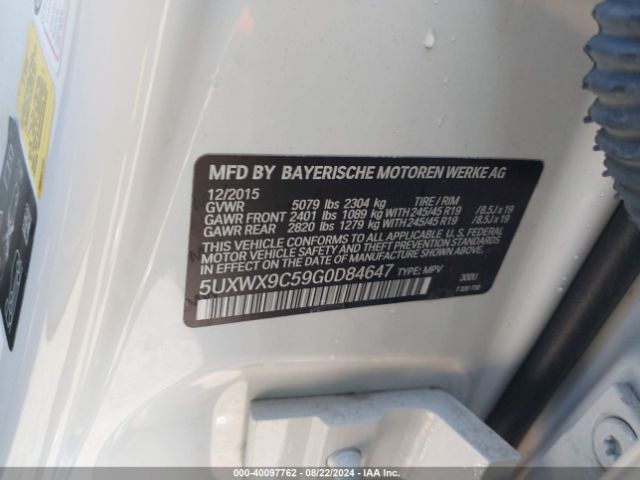 MFD BY BAYERISCHE MOTOREN WERKE AG
12/2015
GVWR 5079 lbs 2304 kg TIRE / RIM
GAWR FRONT 2401 lbs 1089 kg WITH 245/45 R19 /8.5J x 19
GAWR REAR 2820 lbs 1279 kg WITH 245/45 R19 /8.5J x 19
THIS VEHICLE CONFORMS TO ALL APPLICABLE U.S. FEDERAL
MOTOR VEHICLE SAFETY AND THEFT PREVENTION STANDARDS
IN EFFECT ON THE DATE OF MANUFACTURE SHOWN ABOVE.
5UXWX9C59G0D84647 TYPE: MPV 300U
000-40097762 - 08/22/2024 - IAAI.COM